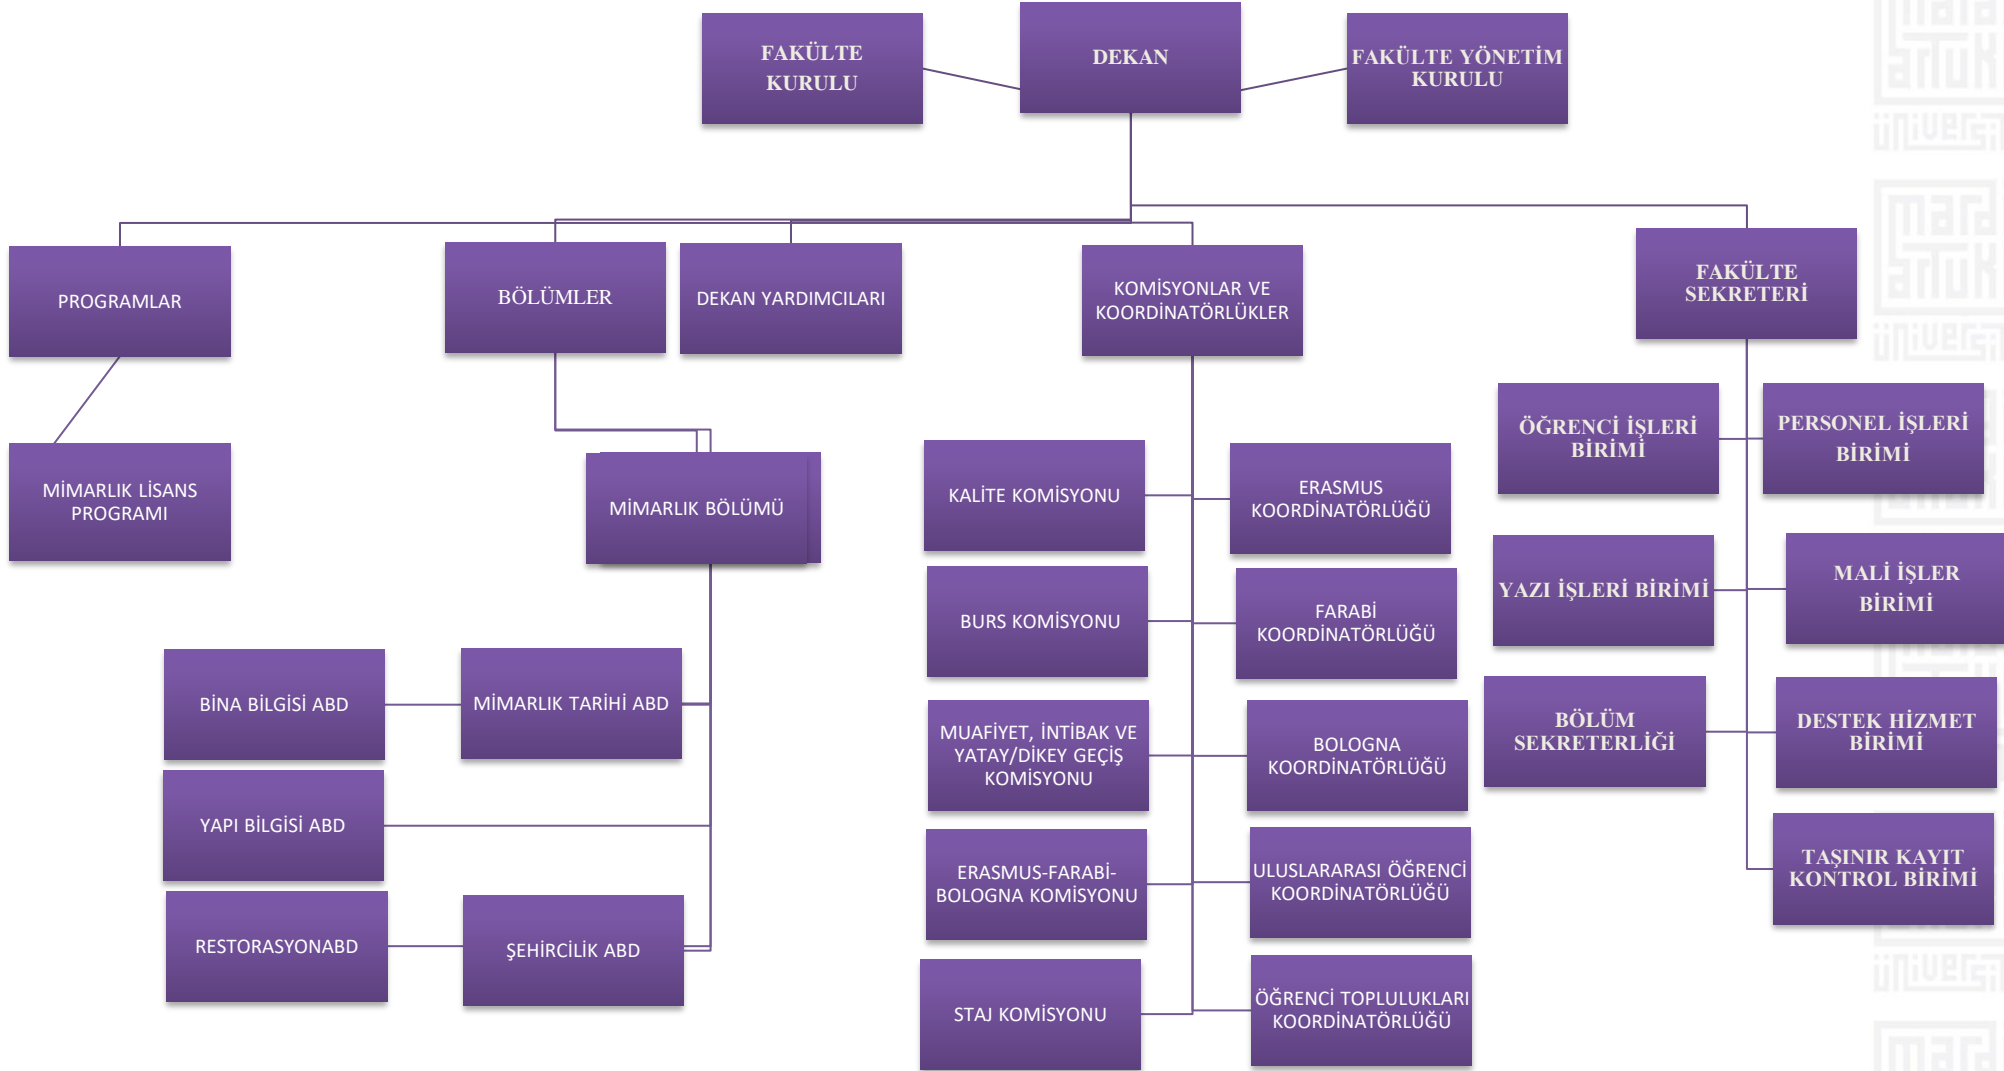 FAKÜLTE
KURULU
DEKAN
FAKÜLTE YÖNETİM
KURULU
PROGRAMLAR
BÖLÜMLER
DEKAN YARDIMCILARI
KOMİSYONLAR VE
KOORDİNATÖRLÜKLER
FAKÜLTE
SEKRETERİ
MİMARLIK LİSANS
PROGRAMI
MİMARLIK BÖLÜMÜ
BİNA BİLGİSİ ABD
MİMARLIK TARİHİ ABD
YAPI BİLGİSİ ABD
RESTORASYONABD
ŞEHİRCİLİK ABD
KALİTE KOMİSYONU
ERASMUS
KOORDİNATÖRLÜĞÜ
BURS KOMİSYONU
FARABİ
KOORDİNATÖRLÜĞÜ
MUAFİYET, İNTİBAK VE
YATAY/DİKEY GEÇİŞ
KOMİSYONU
BOLOGNA
KOORDİNATÖRLÜĞÜ
ERASMUS-FARABİ-
BOLOGNA KOMİSYONU
ULUSLARARASI ÖĞRENCİ
KOORDİNATÖRLÜĞÜ
STAJ KOMİSYONU
ÖĞRENCİ TOPLULUKLARI
KOORDİNATÖRLÜĞÜ
ÖĞRENCİ İŞLERİ
BİRİMİ
PERSONEL İŞLERİ
BİRİMİ
YAZI İŞLERİ BİRİMİ
MALİ İŞLER
BİRİMİ
BÖLÜM
SEKRETERLİĞİ
DESTEK HİZMET
BİRİMİ
TAŞINIR KAYIT
KONTROL BİRİMİ